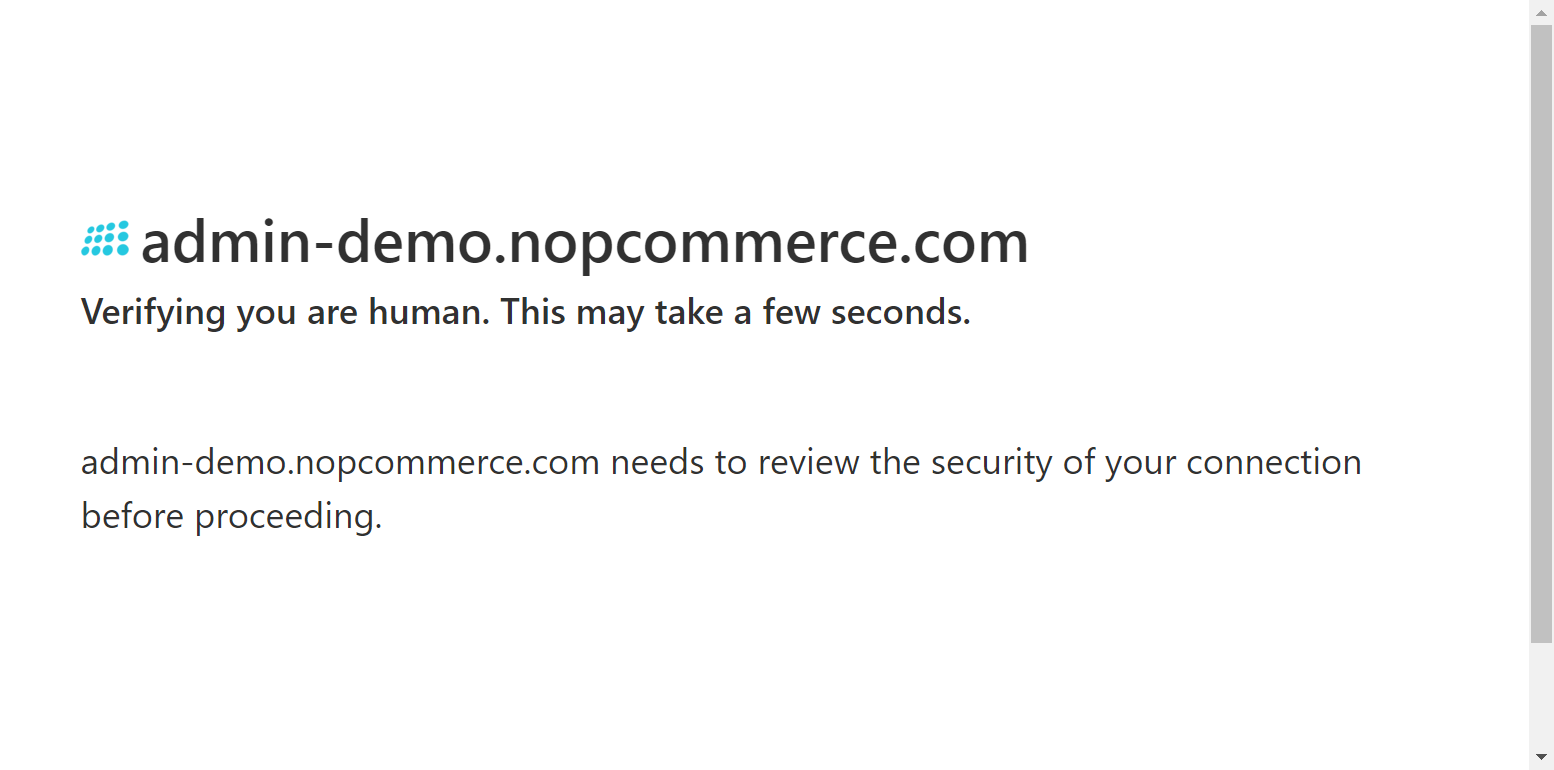 admin-demo.nopcommerce.com
Verifying you are human. This may take a few seconds.
admin-demo.nopcommerce.com needs to review the security of your connection
before proceeding.